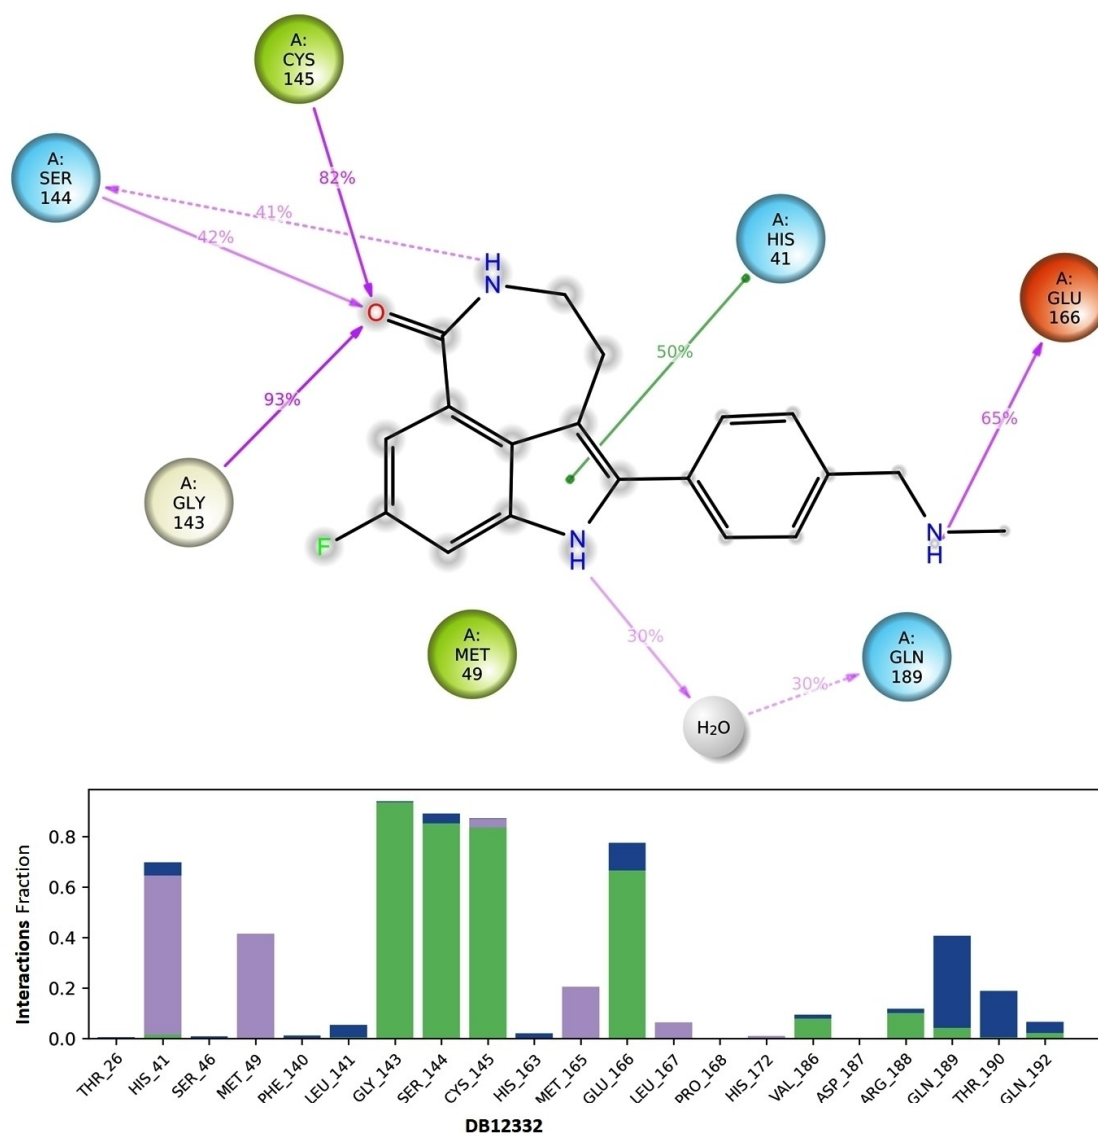 A:
CYS
145
A:
SER
144
82%
41%
42%
H
N
O
A:
HIS
41
A:
GLU
166
50%
93%
65%
A:
GLY
143
F
N
H
N
H
A:
MET
49
30%
A:
GLN
189
30%
H2O
Interactions Fraction
0.8
0.6
0.4
0.2
0.0
THR_26
HIS_41
SER_46
MET_49
PHE_140
LEU_141
GLY_143
SER_144
CYS_145
HIS_163
MET_165
GLU_166
LEU_167
PRO_168
HIS_172
VAL_186
ASP_187
ARG_188
GLN_189
THR_190
GLN_192
DB12332